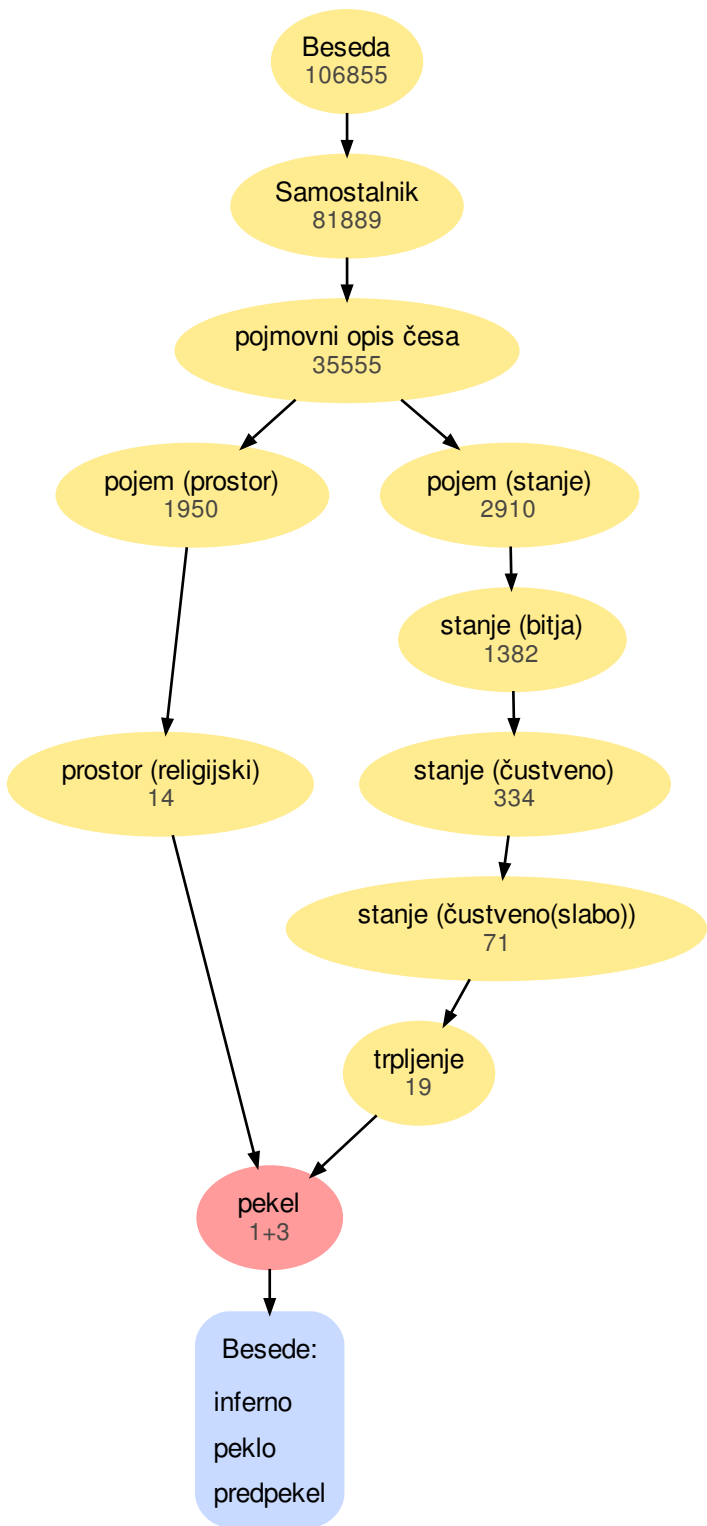 Beseda
106855
Samostalnik
81889
pojmovni opis česa
35555
pojem (prostor)
1950
pojem (stanje)
2910
stanje (bitja)
1382
prostor (religijski)
14
stanje (čustveno)
334
stanje (čustveno(slabo))
71
trpljenje
19
pekel
1+3
Besede:
inferno
peklo
predpekel